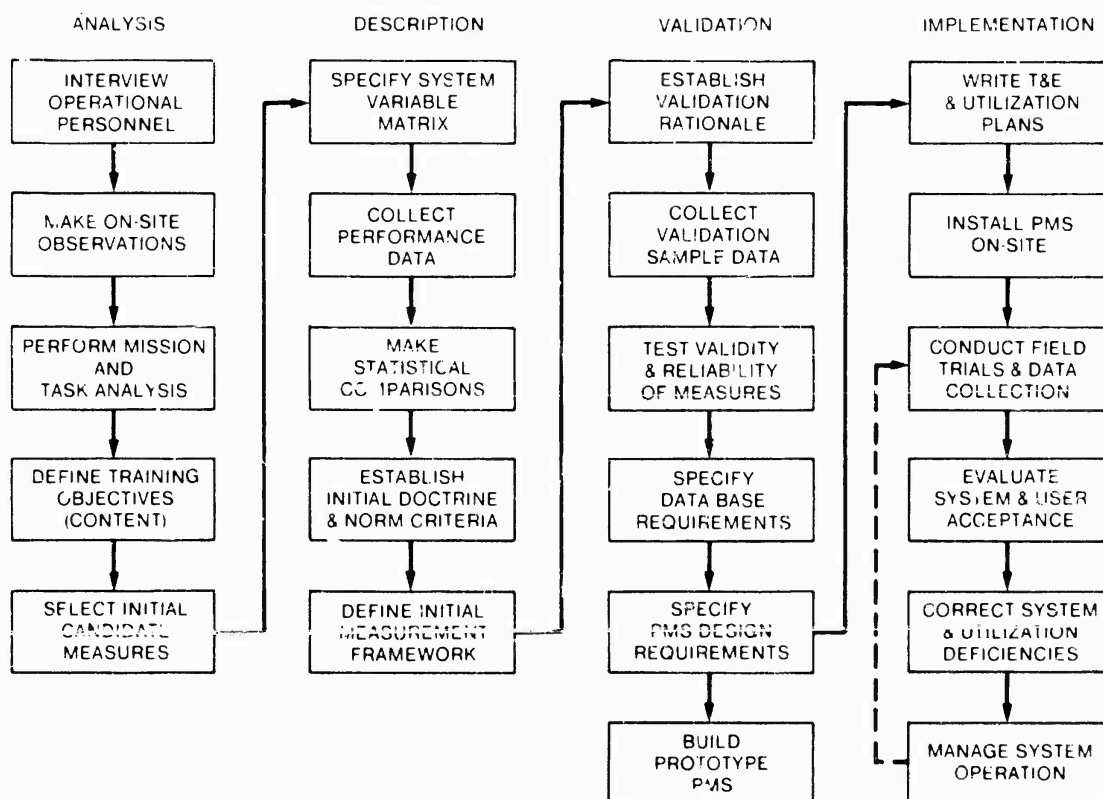 ANALYSIS
INTERVIEW
OPERATIONAL
PERSONNEL
MAKE ON-SITE
OBSERVATIONS
PERFORM MISSION
AND
TASK ANALYSIS
DEFINE TRAINING
OBJECTIVES
(CONTENT)
SELECT INITIAL
CANDIDATE
MEASURES
DESCRIPTION
SPECIFY SYSTEM
VARIABLE
MATRIX
COLLECT
PERFORMANCE
DATA
MAKE
STATISTICAL
COMPARISONS
ESTABLISH
INITIAL DOCTRINE
& NORM CRITERIA
DEFINE INITIAL
MEASUREMENT
FRAMEWORK
VALIDATION
ESTABLISH
VALIDATION
RATIONALE
COLLECT
VALIDATION
SAMPLE DATA
TEST VALIDITY
& RELIABILITY
OF MEASURES
SPECIFY
DATA BASE
REQUIREMENTS
SPECIFY
PMS DESIGN
REQUIREMENTS
BUILD
PROTOTYPE
PMS
IMPLEMENTATION
WRITE T&E
& UTILIZATION
PLANS
INSTALL PMS
ON-SITE
CONDUCT FIELD
TRIALS & DATA
COLLECTION
EVALUATE
SYSTEM & USER
ACCEPTANCE
CORRECT SYSTEM
& UTILIZATION
DEFICIENCIES
MANAGE SYSTEM
OPERATION